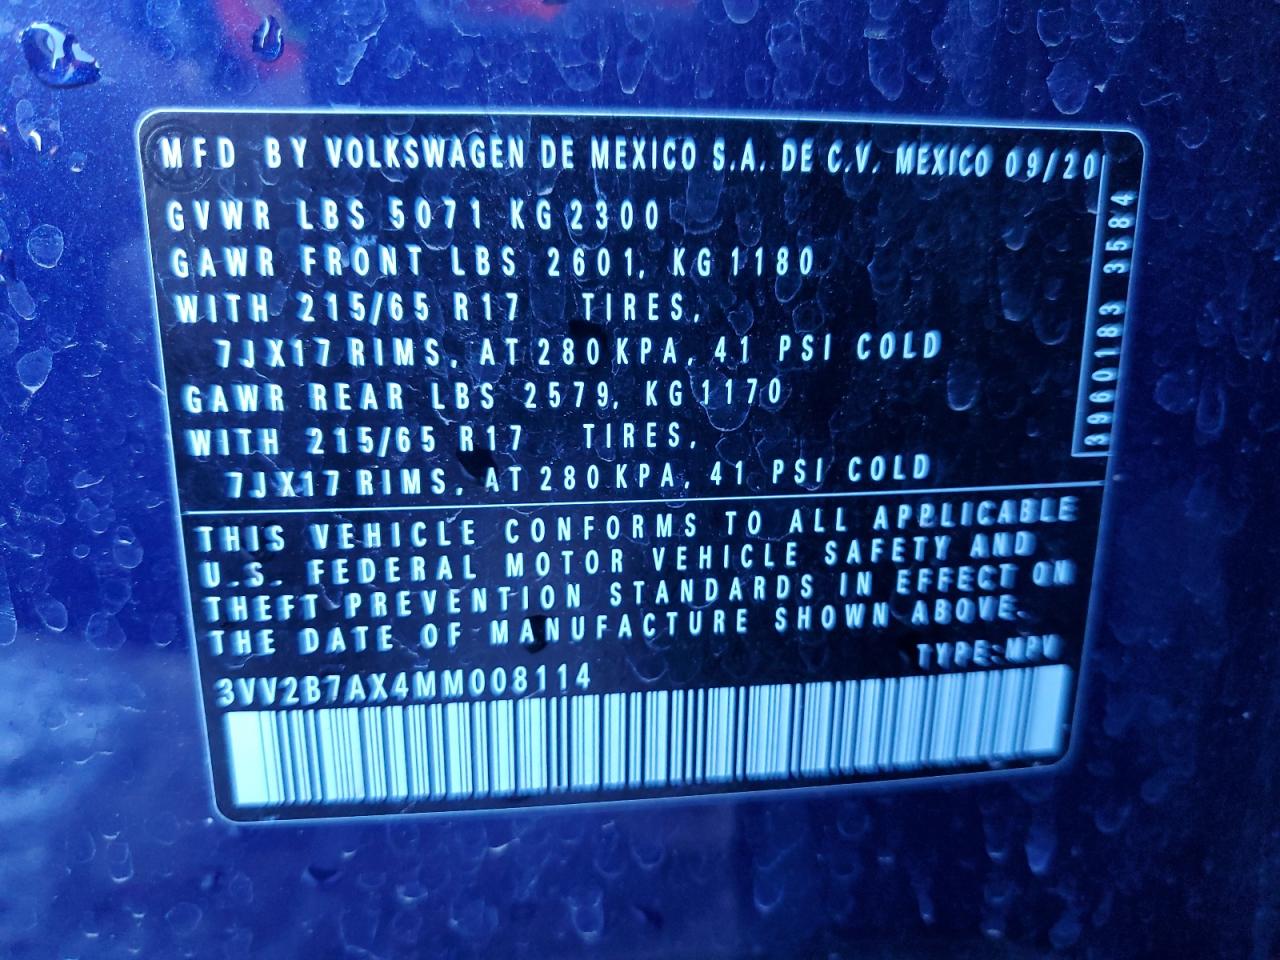 MFD BY VOLKSWAGEN DE MEXICO S.A. DE C.V. MEXICO 09/20
GVWR LBS 5071 KG 2300
GAWR FRONT LBS 2601, KG 1180
WITH 215/65 R17 TIRES,
7JX17 RIMS, AT 280 KPA, 41 PSI COLD
GAWR REAR LBS 2579, KG 1170
WITH 215/65 R17 TIRES,
7JX17 RIMS, AT 280 KPA, 41 PSI COLD
3960183 3584
THIS VEHICLE CONFORMS TO ALL APPLICABLE
U.S. FEDERAL MOTOR VEHICLE SAFETY AND
THEFT PREVENTION STANDARDS IN EFFECT ON
THE DATE OF MANUFACTURE SHOWN ABOVE.
TYPE:MPV
3VV2B7AX4MM008114